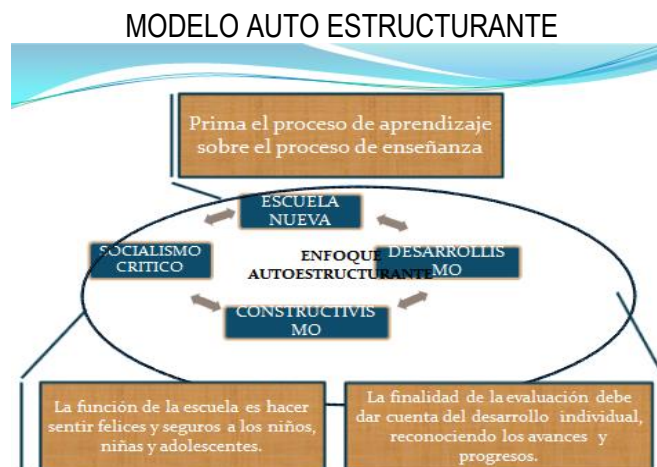 MODELO AUTO ESTRUCTURANTE
Prima el proceso de aprendizaje
sobre el proceso de enseñanza
ESCUELA
NUEVA
SOCIALISMO
CRITICO
ENFOQUE
AUTOESTRUCTURANTE
DESARROLLIS
MO
CONSTRUCTIVIS
MO
La función de la escuela es hacer
sentir felices y seguros a los niños,
niñas y adolescentes.
La finalidad de la evaluación debe
dar cuenta del desarrollo individual,
reconociendo los avances y
progresos.